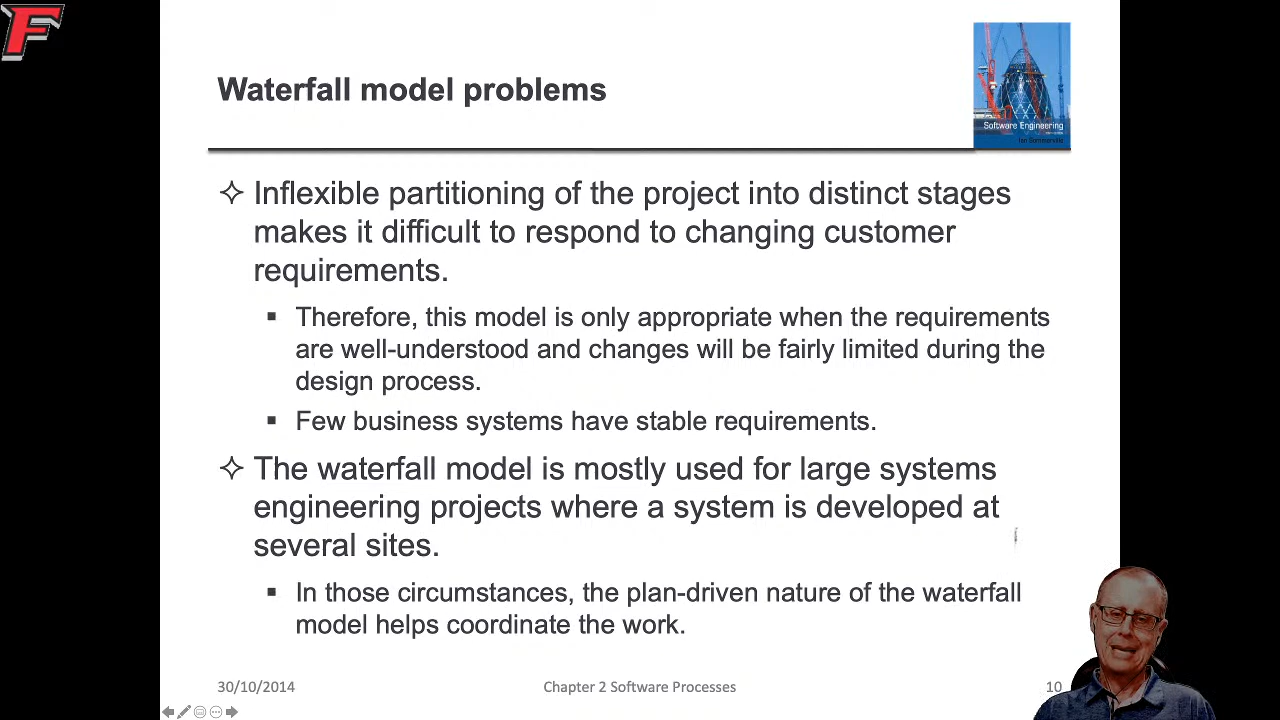 F
Waterfall model problems
Software Engineering
Ian Sommerville
Inflexible partitioning of the project into distinct stages
makes it difficult to respond to changing customer
requirements.
Therefore, this model is only appropriate when the requirements
are well-understood and changes will be fairly limited during the
design process.
Few business systems have stable requirements.
The waterfall model is mostly used for large systems
engineering projects where a system is developed at
several sites.
In those circumstances, the plan-driven nature of the waterfall
model helps coordinate the work.
30/10/2014
Chapter 2 Software Processes
10